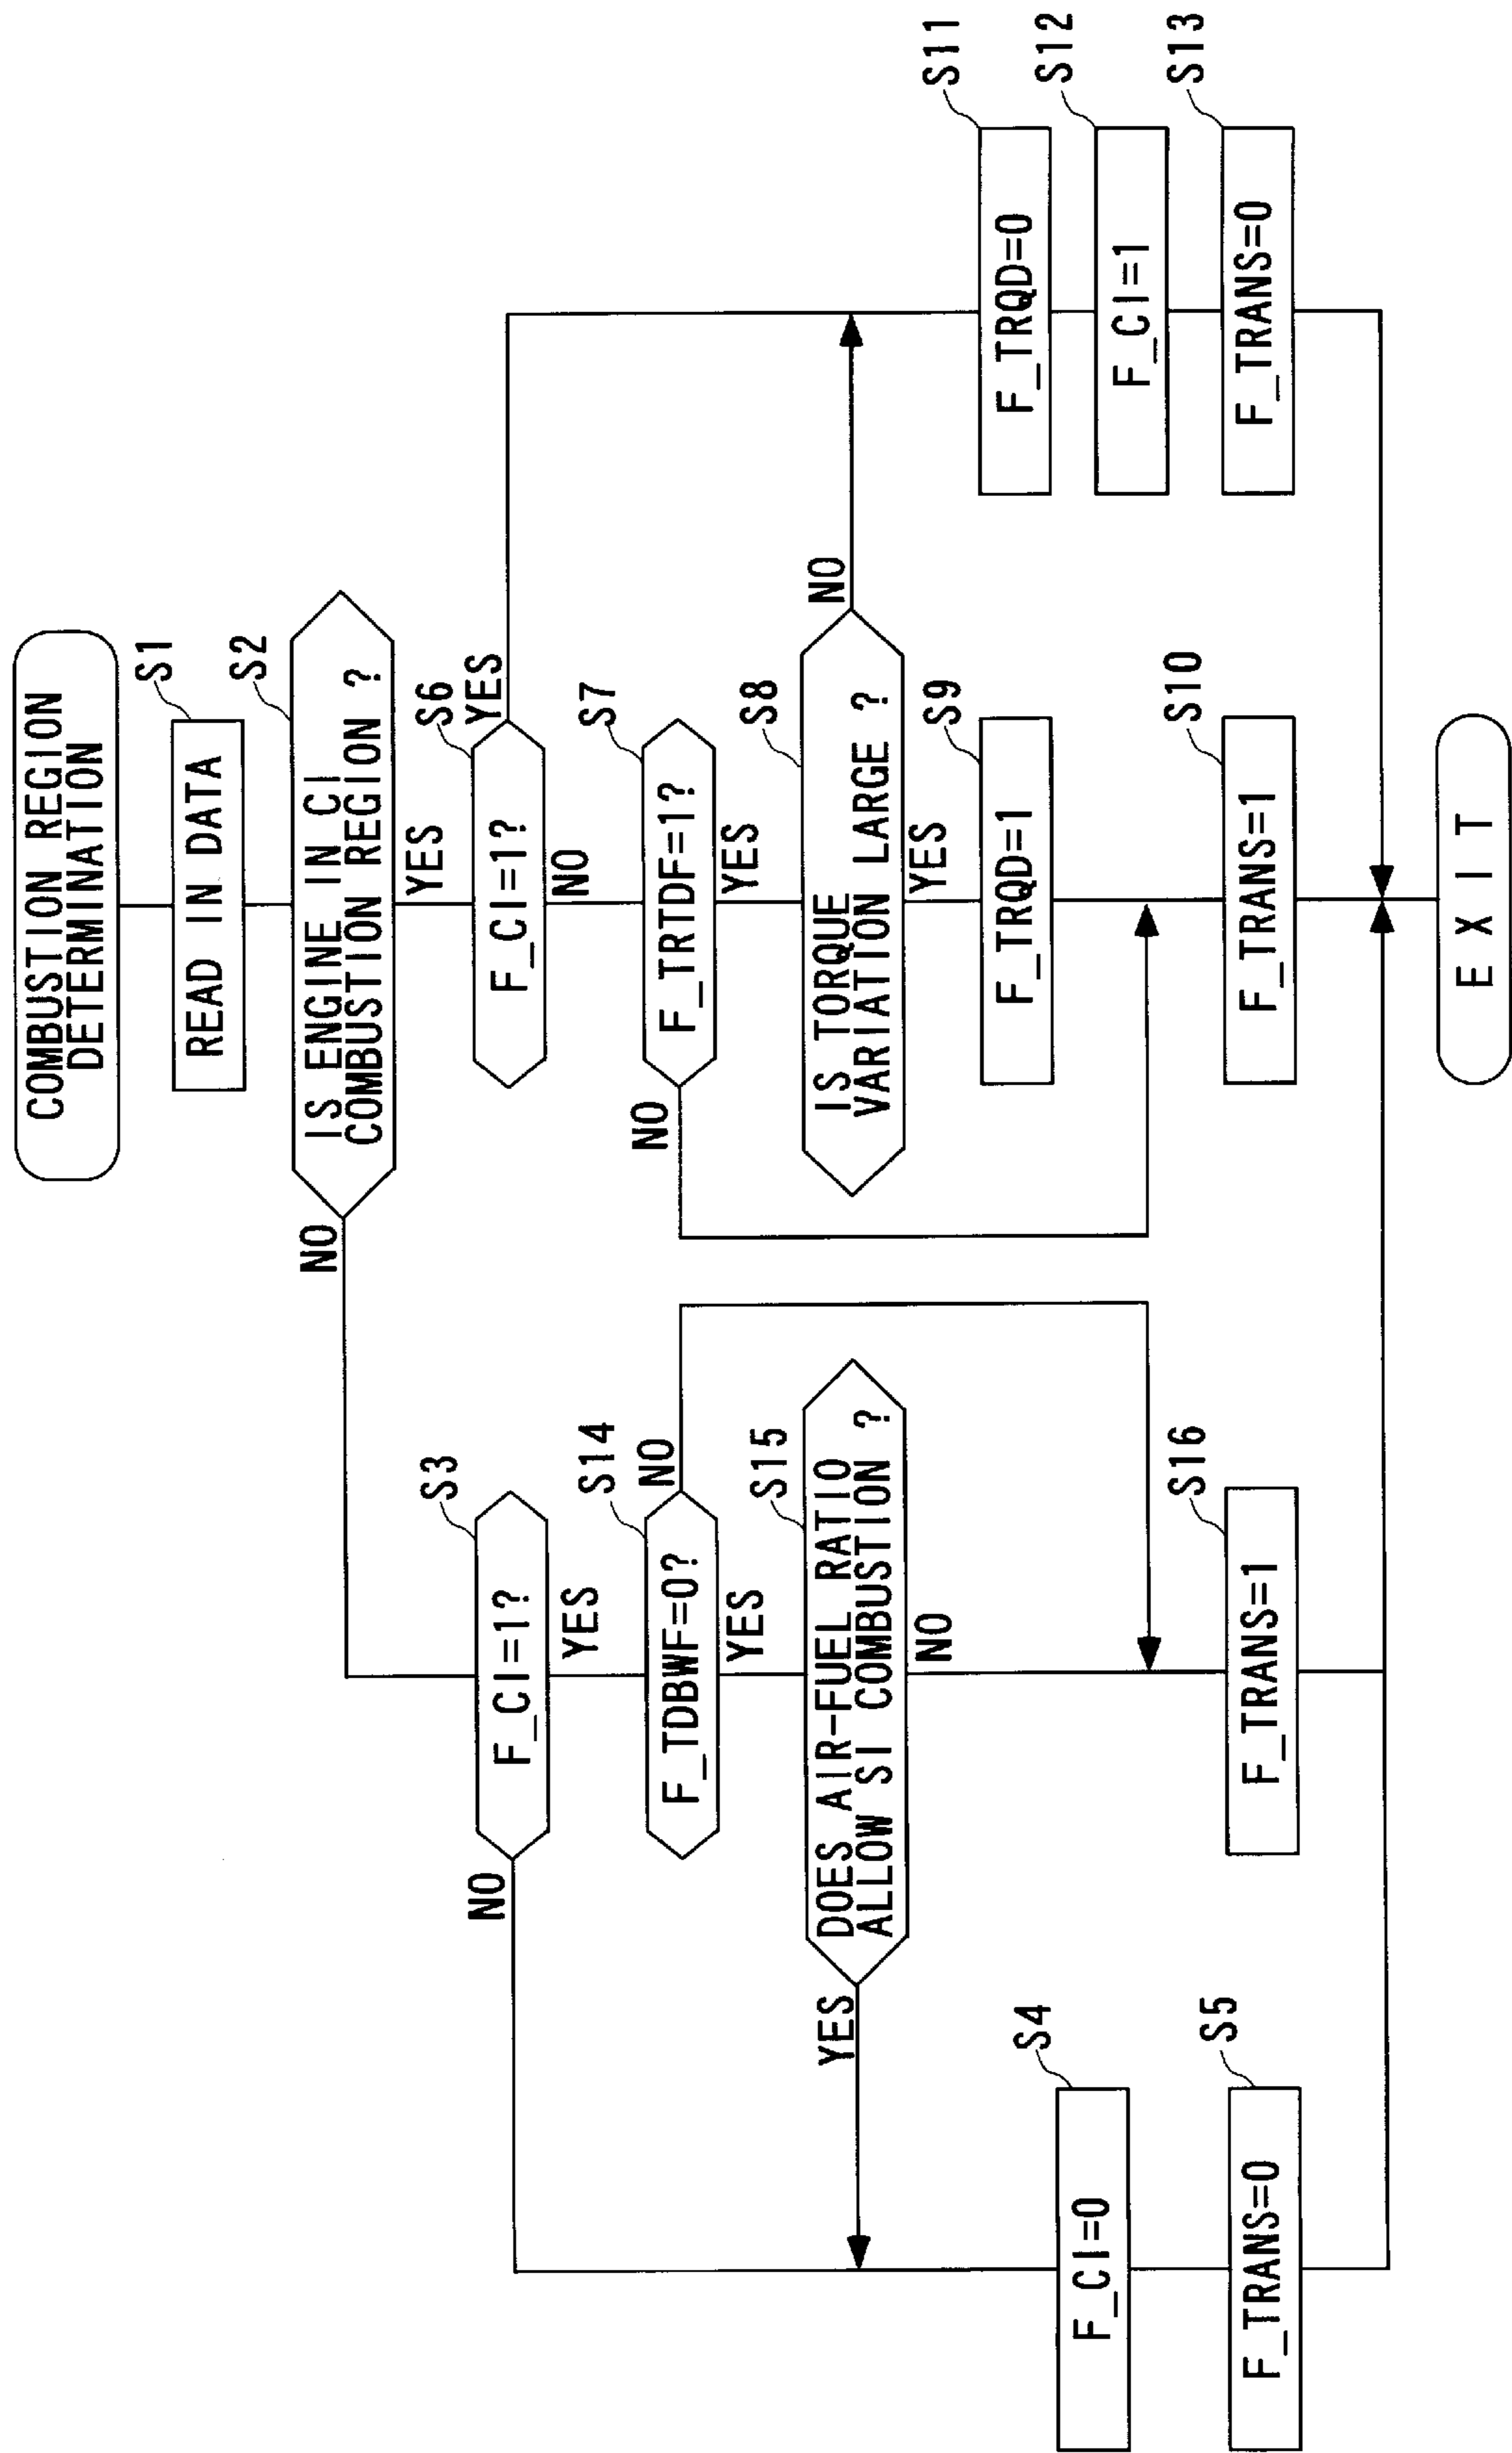 COMBUSTION REGION
DETERMINATION
S1
READ IN DATA
S2
IS ENGINE IN CI
COMBUSTION REGION ?
NO
YES
S3
F_CI=1?
NO
YES
S6
F_CI=1?
YES
NO
S14
F_TDBWF=0?
NO
YES
S7
F_TRTDF=1?
NO
YES
S15
DOES AIR-FUEL RATIO
ALLOW SI COMBUSTION ?
YES
NO
S8
IS TORQUE
VARIATION LARGE ?
NO
YES
S4
F_CI=0
S9
F_TRQD=1
S11
F_TRQD=0
S12
F_CI=1
S5
F_TRANS=0
S16
F_TRANS=1
S10
F_TRANS=1
S13
F_TRANS=0
EXIT